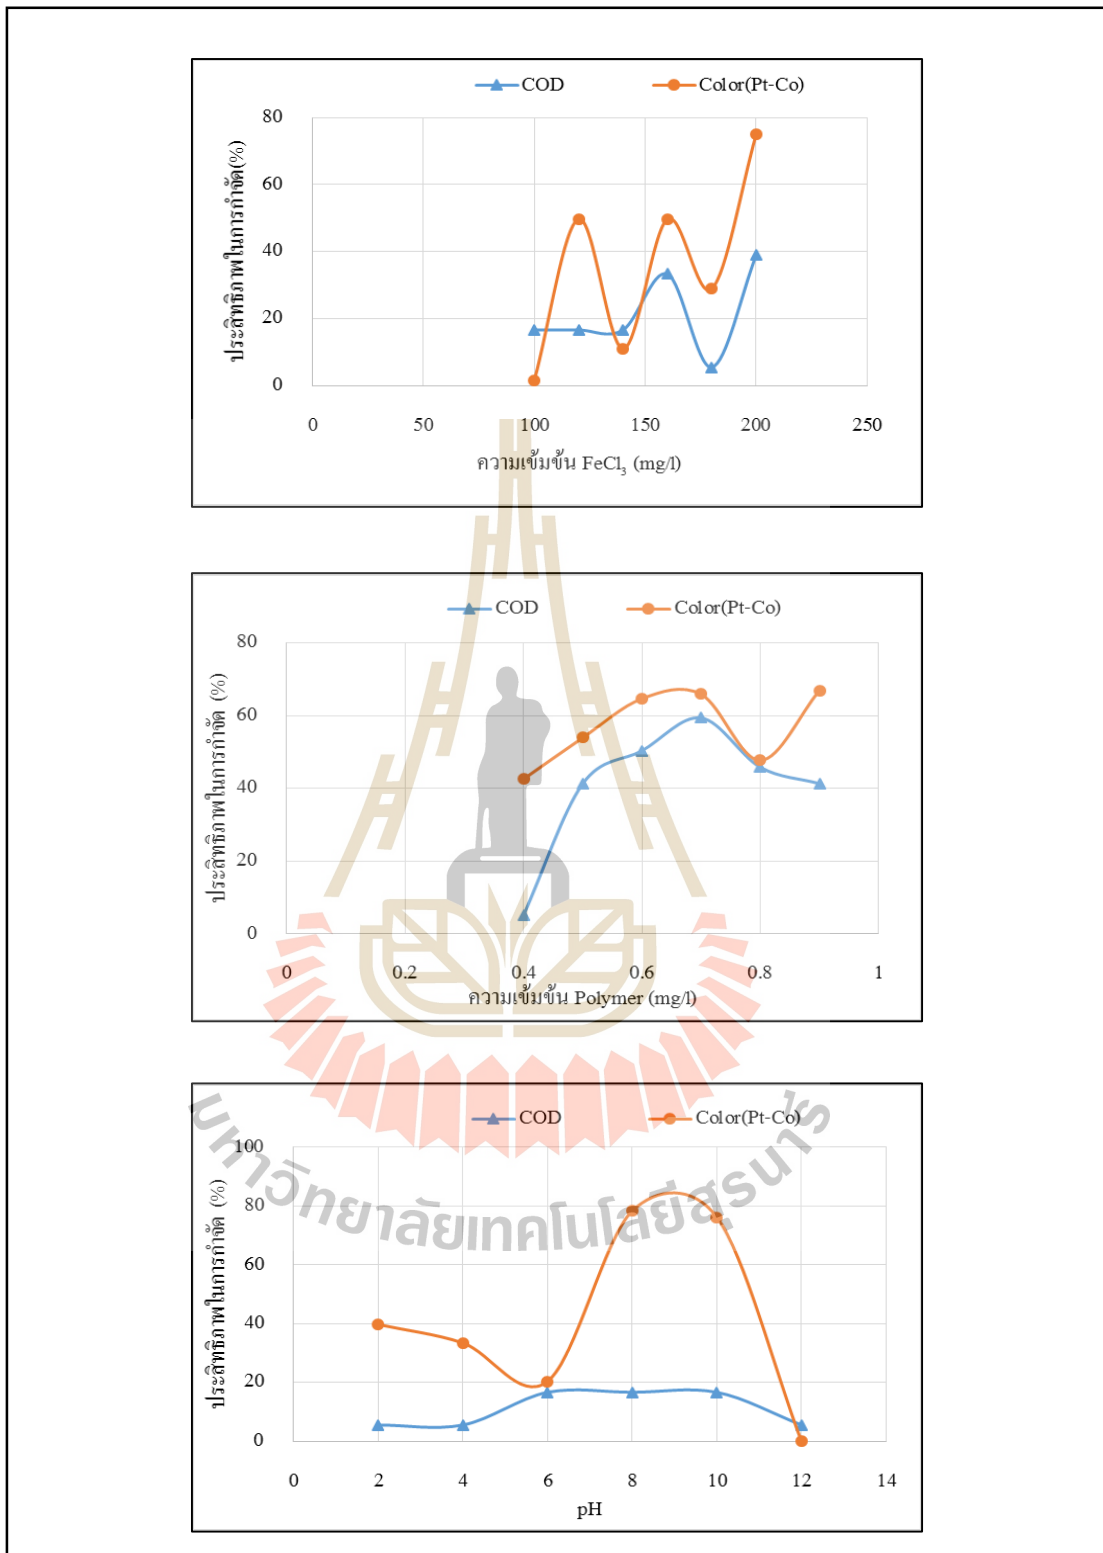 COD Color(Pt-Co)
ประสิทธิภาพในการกำจัด(%)
80
60
40
20
0
0 50 100 150 200 250
ความเข้มข้น FeCl₃ (mg/l)
COD Color(Pt-Co)
ประสิทธิภาพในการกำจัด (%)
80
60
40
20
0
0 0.2 0.4 0.6 0.8 1
ความเข้มข้น Polymer (mg/l)
COD Color(Pt-Co)
ประสิทธิภาพในการกำจัด (%)
100
80
60
40
20
0
0 2 4 6 8 10 12 14
pH
มหาวิทยาลัยเทคโนโลยีสุรนารี